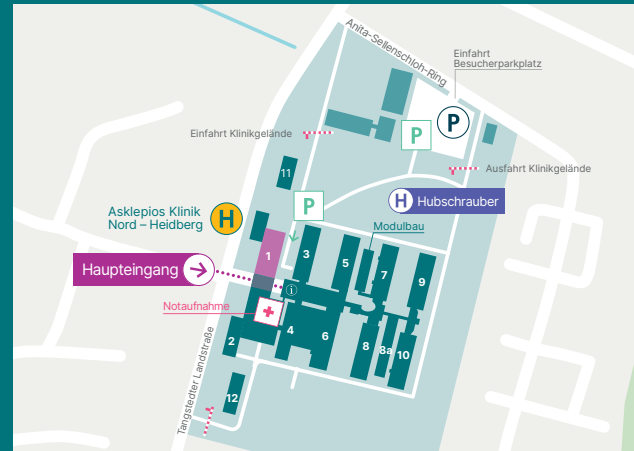 Anita-Sellenschloh-Ring
Einfahrt
Besucherparkplatz
P
P
Einfahrt Klinikgelände
Ausfahrt Klinikgelände
11
H Hubschrauber
P
Asklepios Klinik
Nord – Heidberg
H
Modulbau
1
3
5
7
9
Haupteingang
i
Notaufnahme
2
4
6
8
8a
10
12
Tangstedter Landstraße